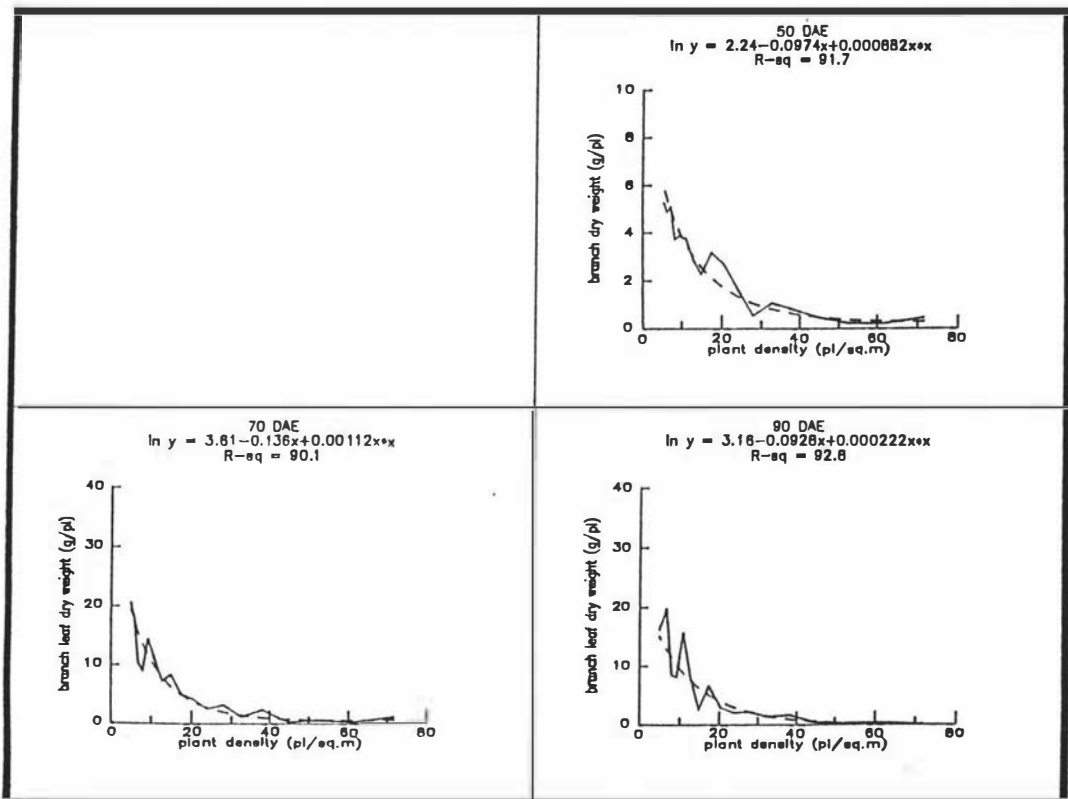 50 DAE
ln y = 2.24-0.0974x+0.000682x*x
R-sq = 91.7
10
8
6
4
2
0
branch dry weight (g/pl)
0 20 40 60 80
plant density (pl/sq.m)
70 DAE
ln y = 3.61-0.136x+0.00112x*x
R-sq = 90.1
40
30
20
10
0
branch leaf dry weight (g/pl)
0 20 40 60 80
plant density (pl/sq.m)
90 DAE
ln y = 3.16-0.0926x+0.000222x*x
R-sq = 92.6
40
30
20
10
0
branch leaf dry weight (g/pl)
0 20 40 60 80
plant density (pl/sq.m)